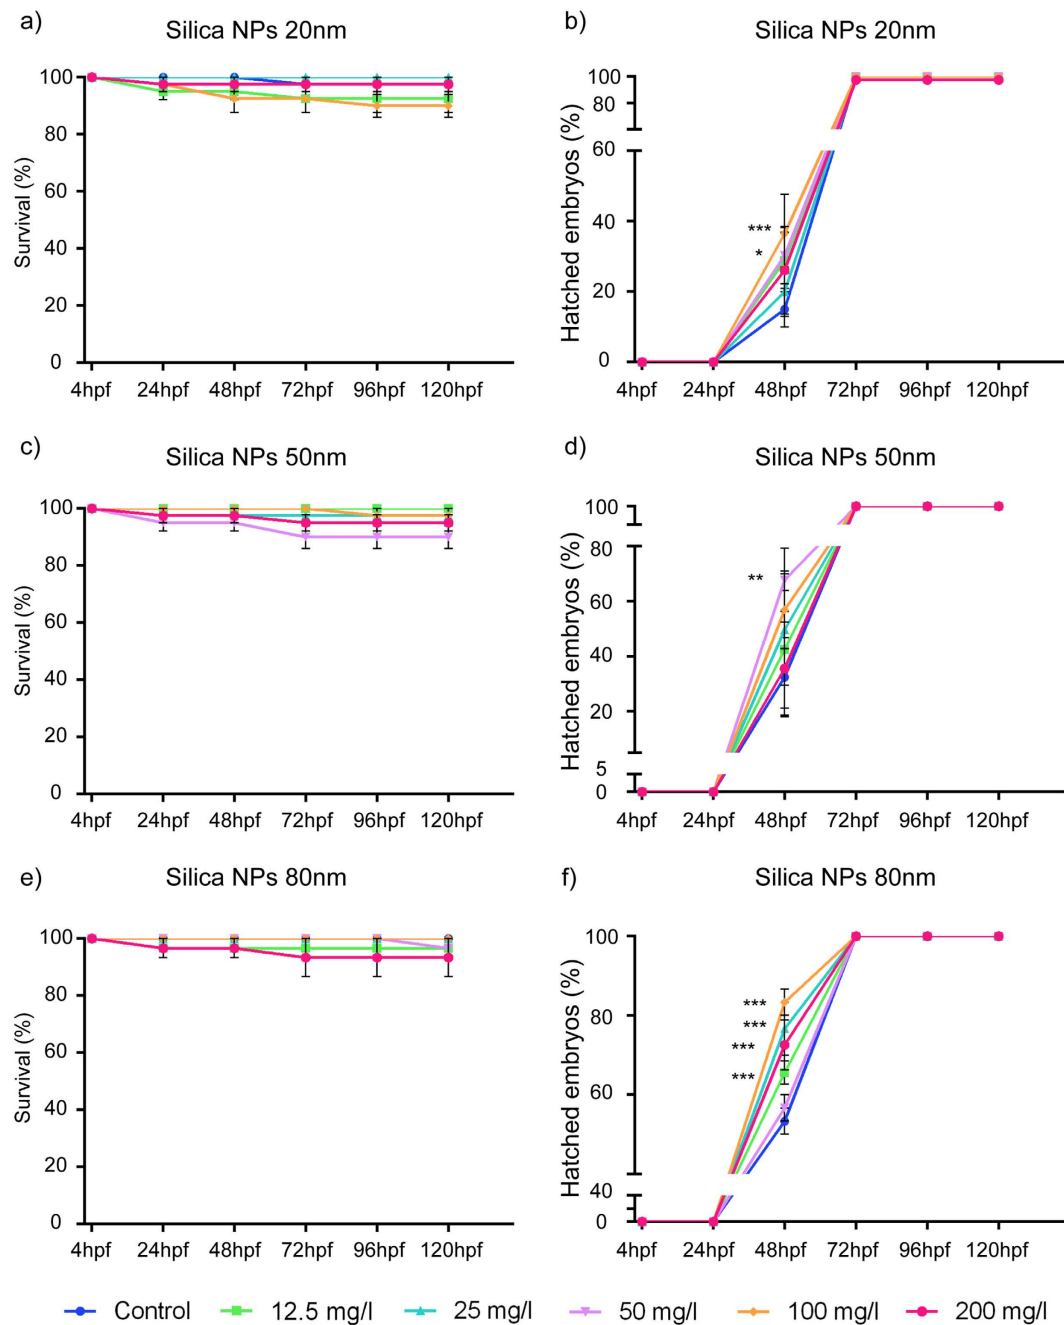 a)
Silica NPs 20nm
Survival (%)
100
80
60
40
20
0
4hpf 24hpf 48hpf 72hpf 96hpf 120hpf
b)
Silica NPs 20nm
Hatched embryos (%)
100
80
60
40
20
0
***
*
4hpf 24hpf 48hpf 72hpf 96hpf 120hpf
c)
Silica NPs 50nm
Survival (%)
100
80
60
40
20
0
4hpf 24hpf 48hpf 72hpf 96hpf 120hpf
d)
Silica NPs 50nm
Hatched embryos (%)
100
80
60
40
20
5
0
**
4hpf 24hpf 48hpf 72hpf 96hpf 120hpf
e)
Silica NPs 80nm
Survival (%)
100
80
60
40
20
0
4hpf 24hpf 48hpf 72hpf 96hpf 120hpf
f)
Silica NPs 80nm
Hatched embryos (%)
100
80
60
40
0
***
***
***
***
4hpf 24hpf 48hpf 72hpf 96hpf 120hpf
Control 12.5 mg/l 25 mg/l 50 mg/l 100 mg/l 200 mg/l